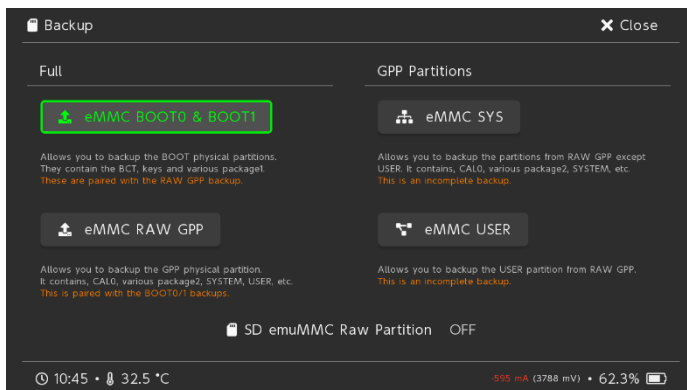 Backup
Close
Full
GPP Partitions
eMMC BOOT0 & BOOT1
eMMC SYS
Allows you to backup the BOOT physical partitions.
They contain the BCT, keys and various package1.
These are paired with the RAW GPP backup.
Allows you to backup the partitions from RAW GPP except
USER. It contains, CAL0, various package2, SYSTEM, etc.
This is an incomplete backup.
eMMC RAW GPP
eMMC USER
Allows you to backup the GPP physical partition.
It contains, CAL0, various package2, SYSTEM, USER, etc.
This is paired with the BOOT0/1 backups.
Allows you to backup the USER partition from RAW GPP.
This is an incomplete backup.
SD emuMMC Raw Partition OFF
10:45 • 32.5 °C
-595 mA (3788 mV) • 62.3%